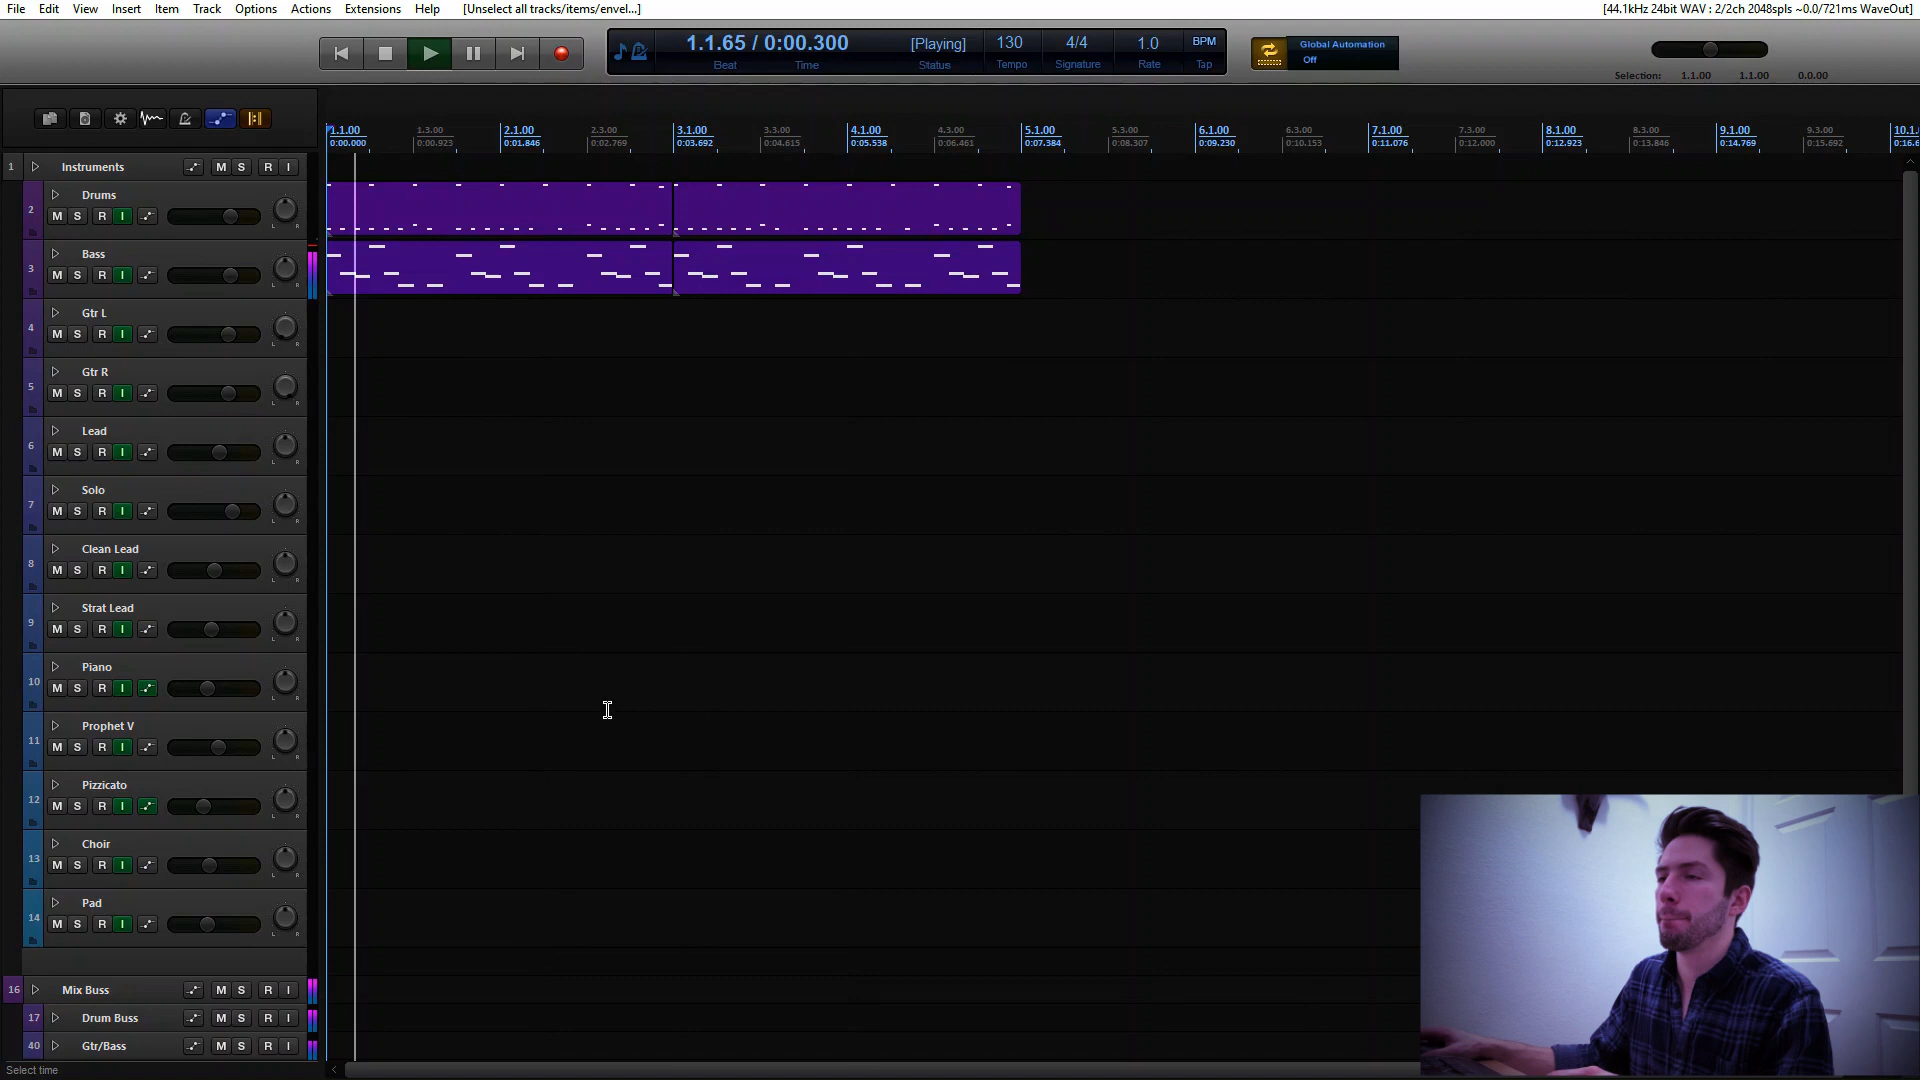 File Edit View Insert Item Track Options Actions Extensions Help [Unselect all tracks/items/envel...] [44.1kHz 24bit WAV : 2/2ch 2048spls ~0.0/721ms WaveOut]
1.1.65 / 0:00.300 [Playing] 130 4/4 1.0 BPM
Beat Time Status Tempo Signature Rate Tap
Global Automation
Off
Selection: 1.1.00 1.1.00 0.0.00
1.1.00 1.3.00 2.1.00 2.3.00 3.1.00 3.3.00 4.1.00 4.3.00 5.1.00 5.3.00 6.1.00 6.3.00 7.1.00 7.3.00 8.1.00 8.3.00 9.1.00 9.3.00 10.1.
0:00.000 0:00.923 0:01.846 0:02.769 0:03.692 0:04.615 0:05.538 0:06.461 0:07.384 0:08.307 0:09.230 0:10.153 0:11.076 0:12.000 0:12.923 0:13.846 0:14.769 0:15.692 0:16.6
1 Instruments M S R I
2 Drums
M S R I L R
3 Bass
M S R I L R
4 Gtr L
M S R I L R
5 Gtr R
M S R I L R
6 Lead
M S R I L R
7 Solo
M S R I L R
8 Clean Lead
M S R I L R
9 Strat Lead
M S R I L R
10 Piano
M S R I L R
11 Prophet V
M S R I L R
12 Pizzicato
M S R I L R
13 Choir
M S R I L R
14 Pad
M S R I L R
16 Mix Buss M S R I
17 Drum Buss M S R I
40 Gtr/Bass M S R I
Select time